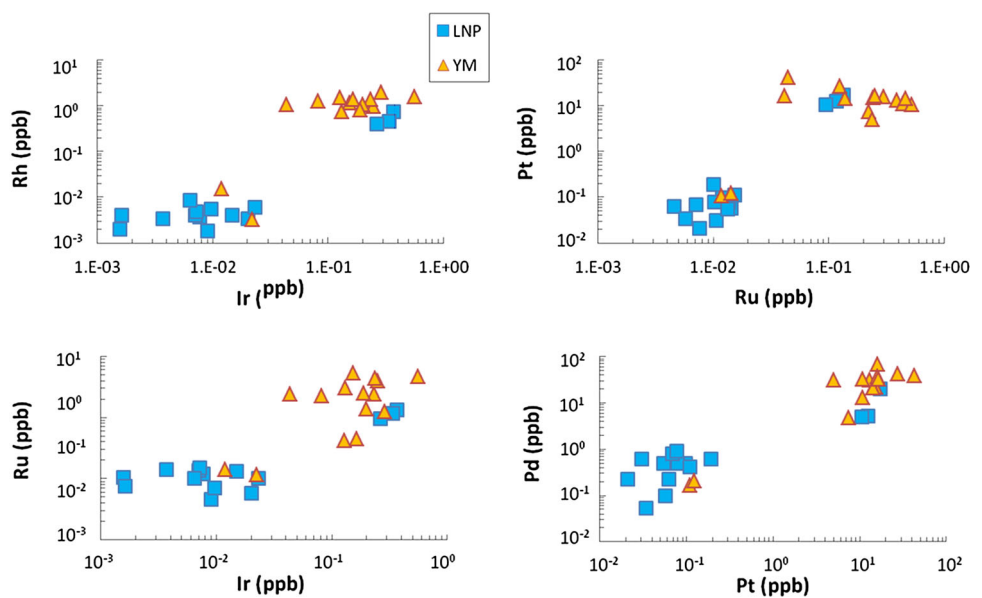 LNP
YM
10¹
10⁰
10⁻¹
10⁻²
10⁻³
Rh (ppb)
1.E-03 1.E-02 1.E-01 1.E+00
Ir (ppb)
10²
10¹
10⁰
10⁻¹
10⁻²
Pt (ppb)
1.E-03 1.E-02 1.E-01 1.E+00
Ru (ppb)
10¹
10⁰
10⁻¹
10⁻²
10⁻³
Ru (ppb)
10⁻³ 10⁻² 10⁻¹ 10⁰
Ir (ppb)
10²
10¹
10⁰
10⁻¹
10⁻²
Pd (ppb)
10⁻² 10⁻¹ 10⁰ 10¹ 10²
Pt (ppb)